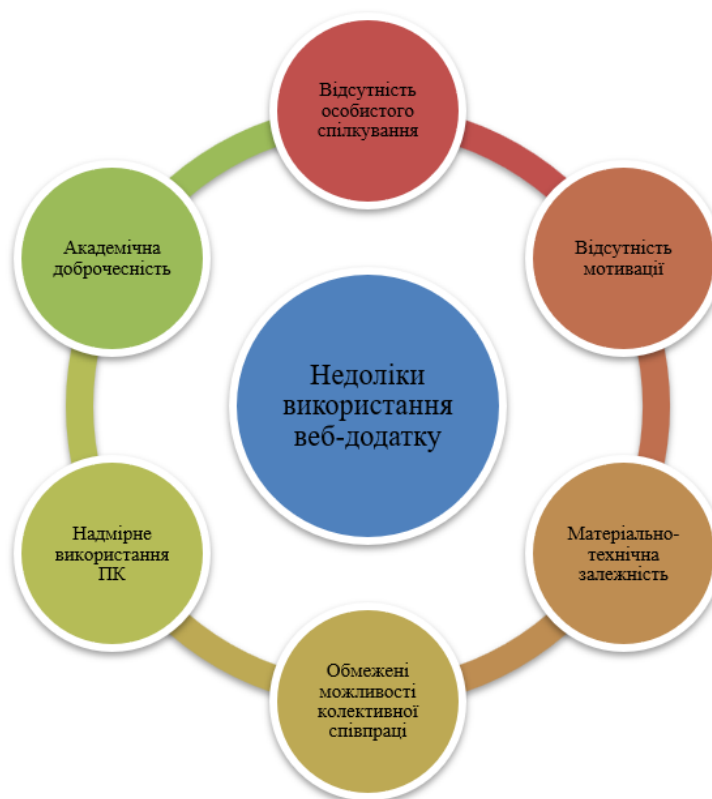 Відсутність
особистого
спілкування
Відсутність
мотивації
Матеріально-
технічна
залежність
Обмежені
можливості
колективної
співпраці
Надмірне
використання
ПК
Академічна
доброчесність
Недоліки
використання
веб-додатку